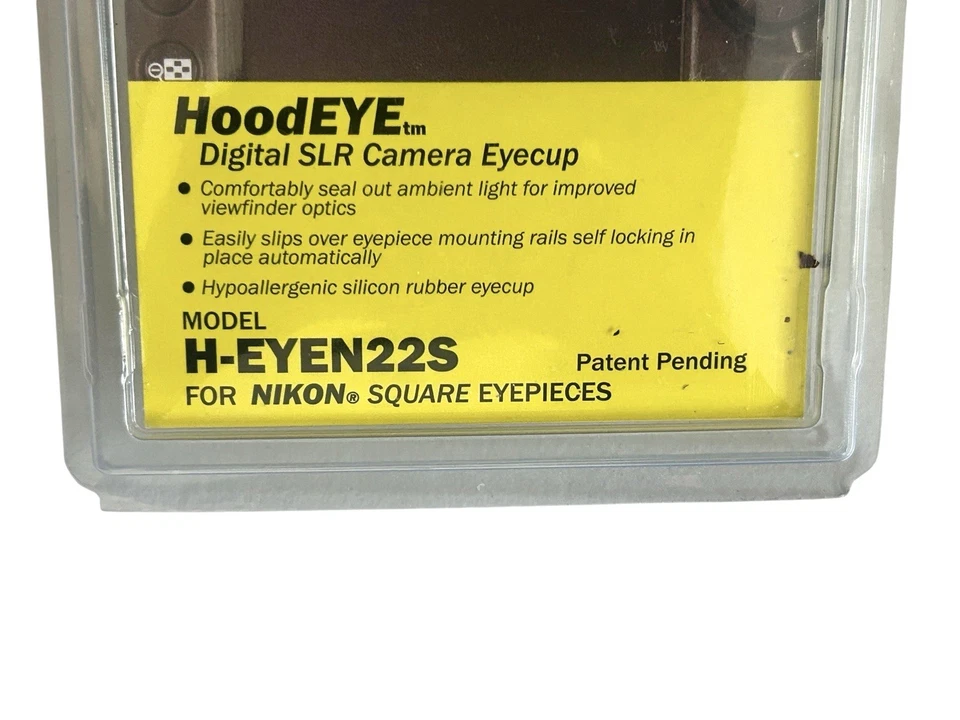 HoodEYEtm
Digital SLR Camera Eyecup
● Comfortably seal out ambient light for improved
viewfinder optics
● Easily slips over eyepiece mounting rails self locking in
place automatically
● Hypoallergenic silicon rubber eyecup
MODEL
H-EYEN22S
Patent Pending
FOR NIKON® SQUARE EYEPIECES